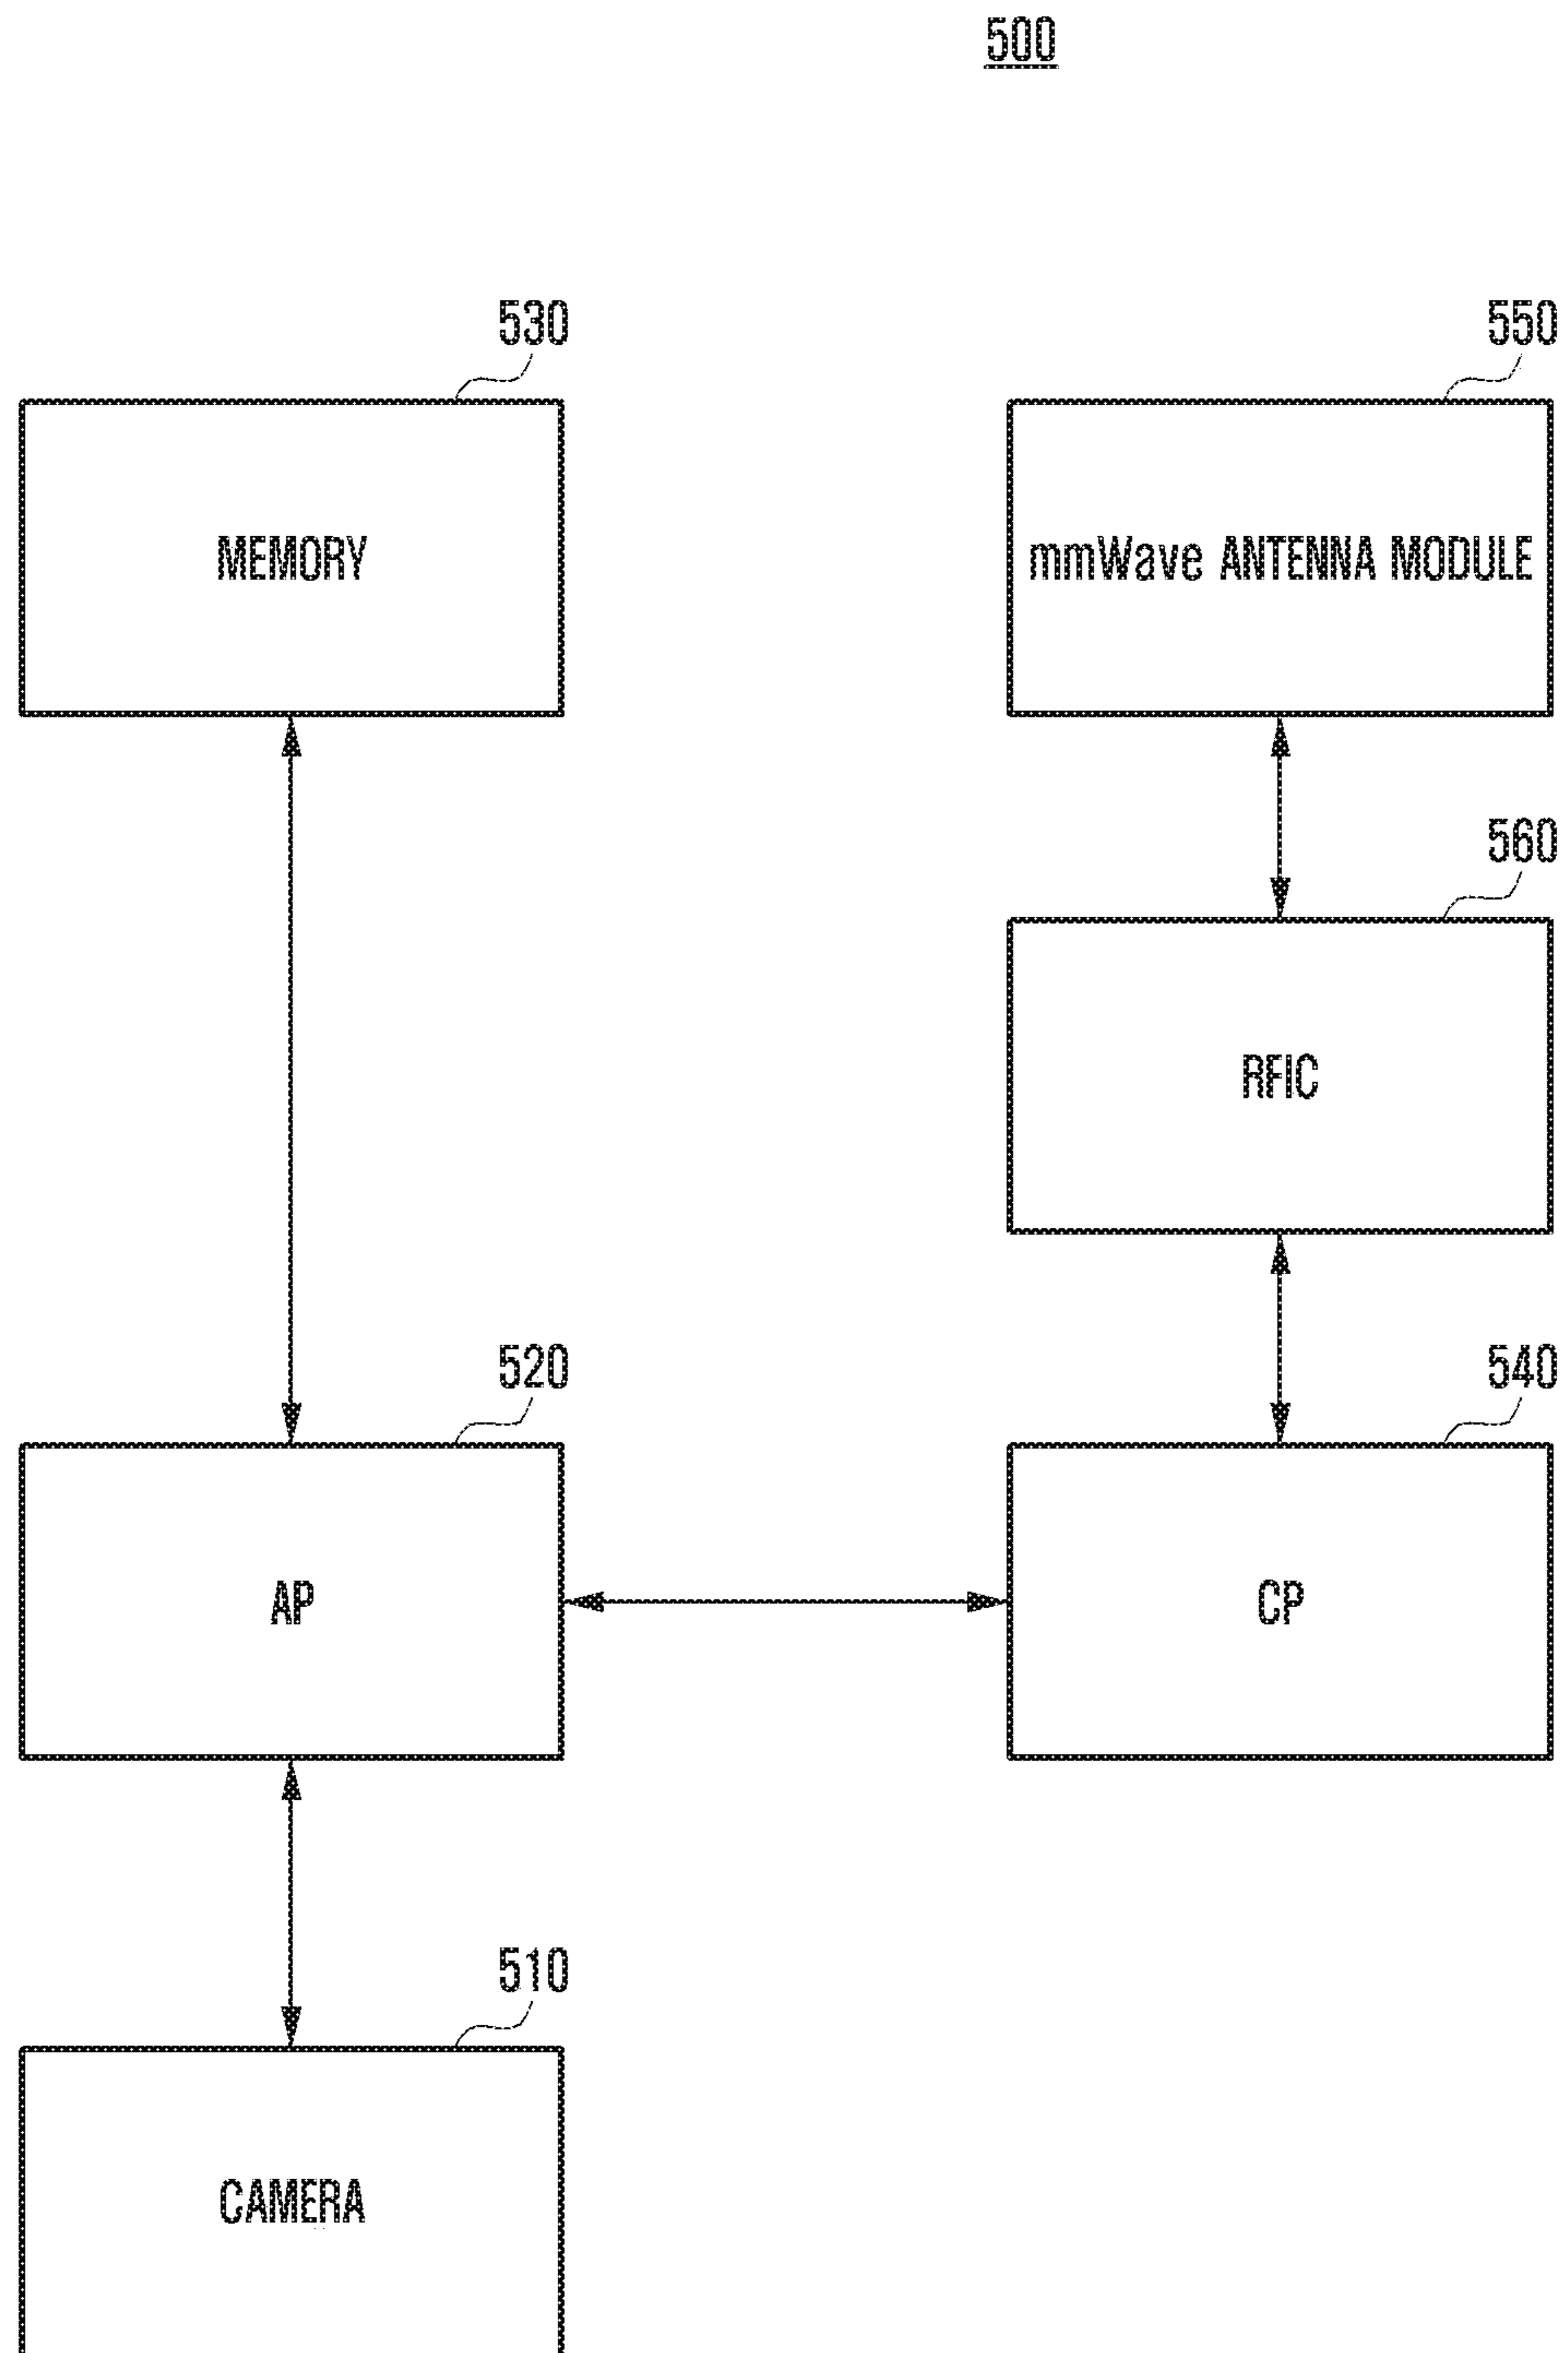 500
530
550
MEMORY
mmWave ANTENNA MODULE
560
RFIC
520
540
AP
CP
510
CAMERA